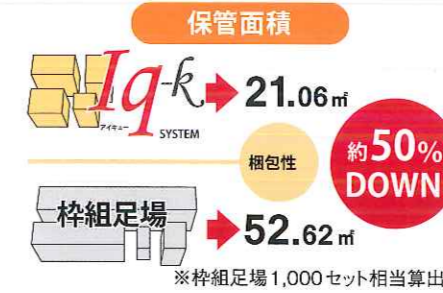 保管面積
Iq-k
アイキュー
SYSTEM
21.06㎡
梱包性
約50%
DOWN
枠組足場
52.62㎡
※枠組足場1,000セット相当算出